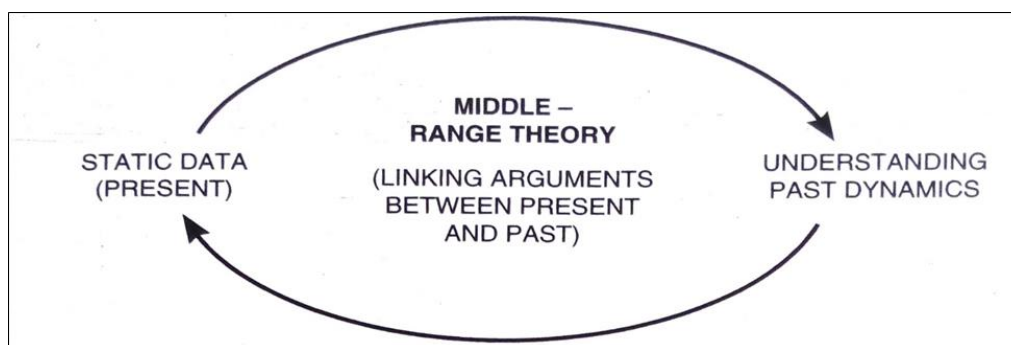 MIDDLE –
RANGE THEORY
STATIC DATA
(PRESENT)
(LINKING ARGUMENTS
BETWEEN PRESENT
AND PAST)
UNDERSTANDING
PAST DYNAMICS